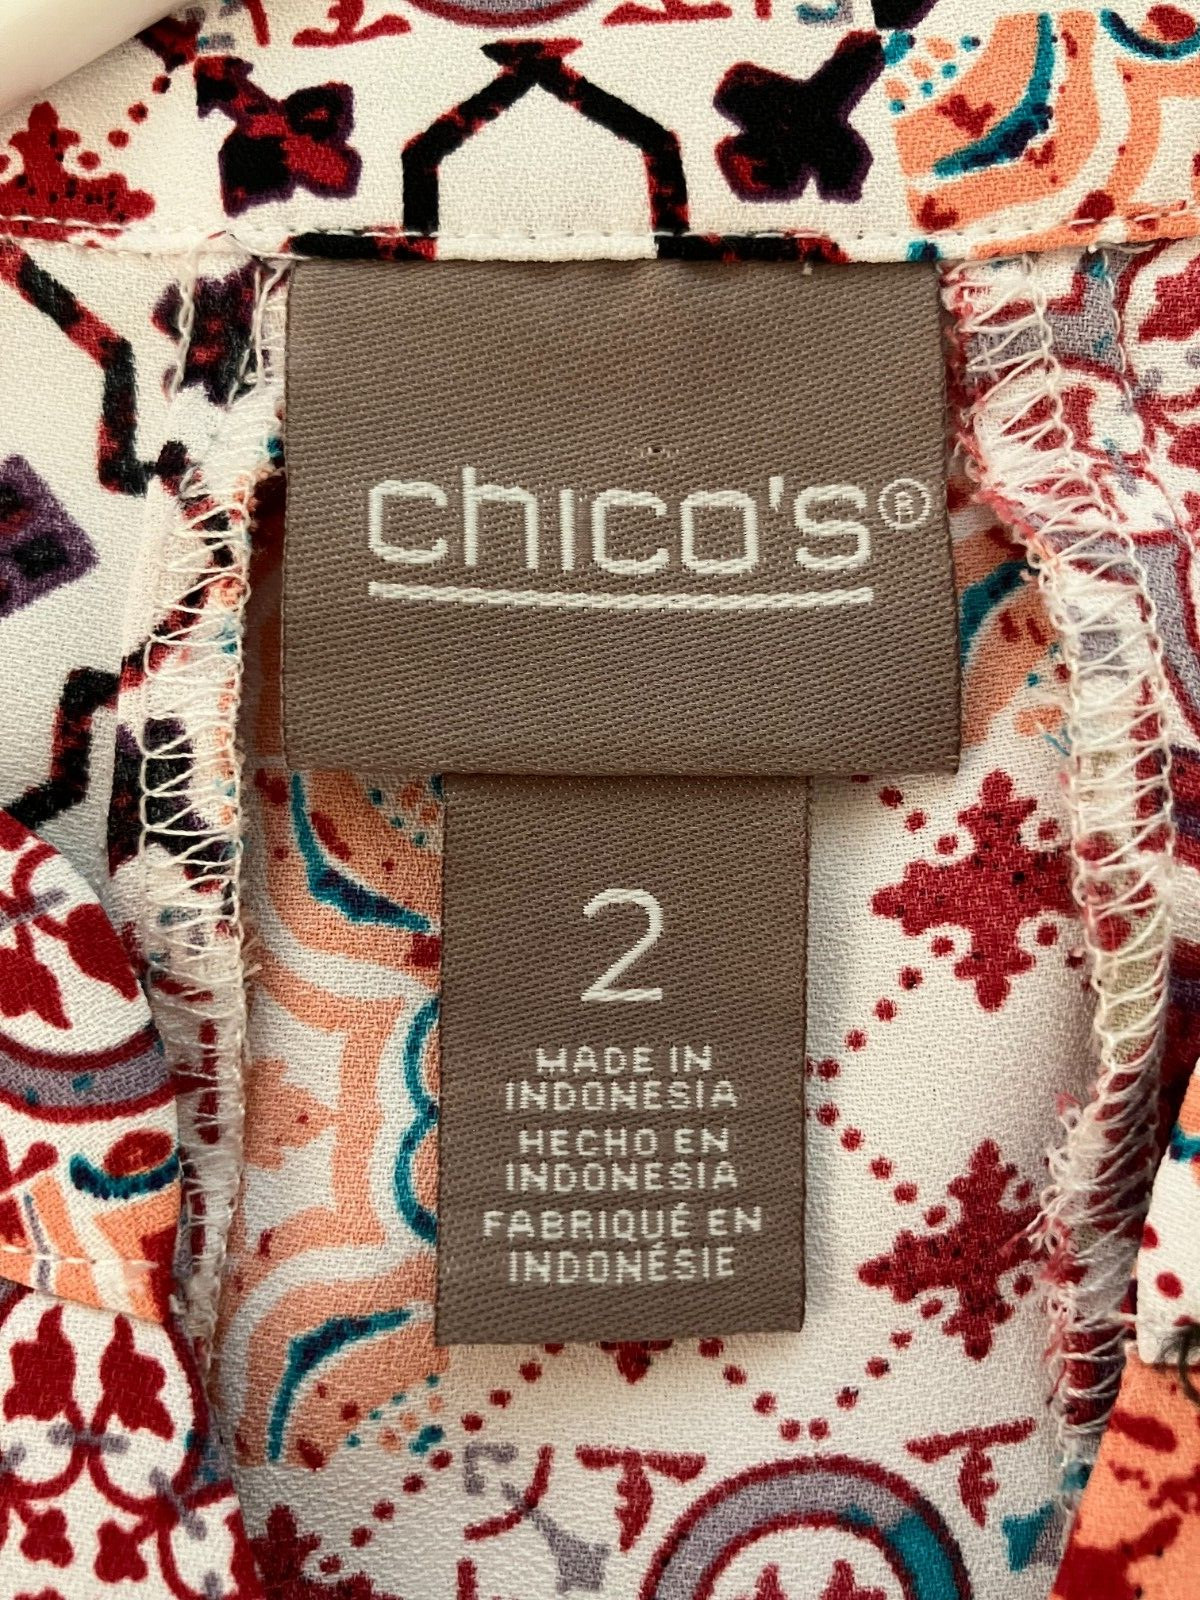 chico's®
2
MADE IN
INDONESIA
HECHO EN
INDONESIA
FABRIQUÉ EN
INDONÉSIE